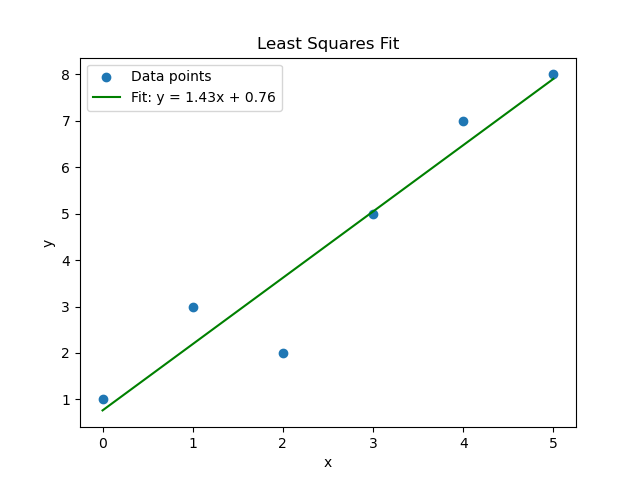 Least Squares Fit
Data points
Fit: y = 1.43x + 0.76
8
7
6
5
4
3
2
1
y
0 1 2 3 4 5
x